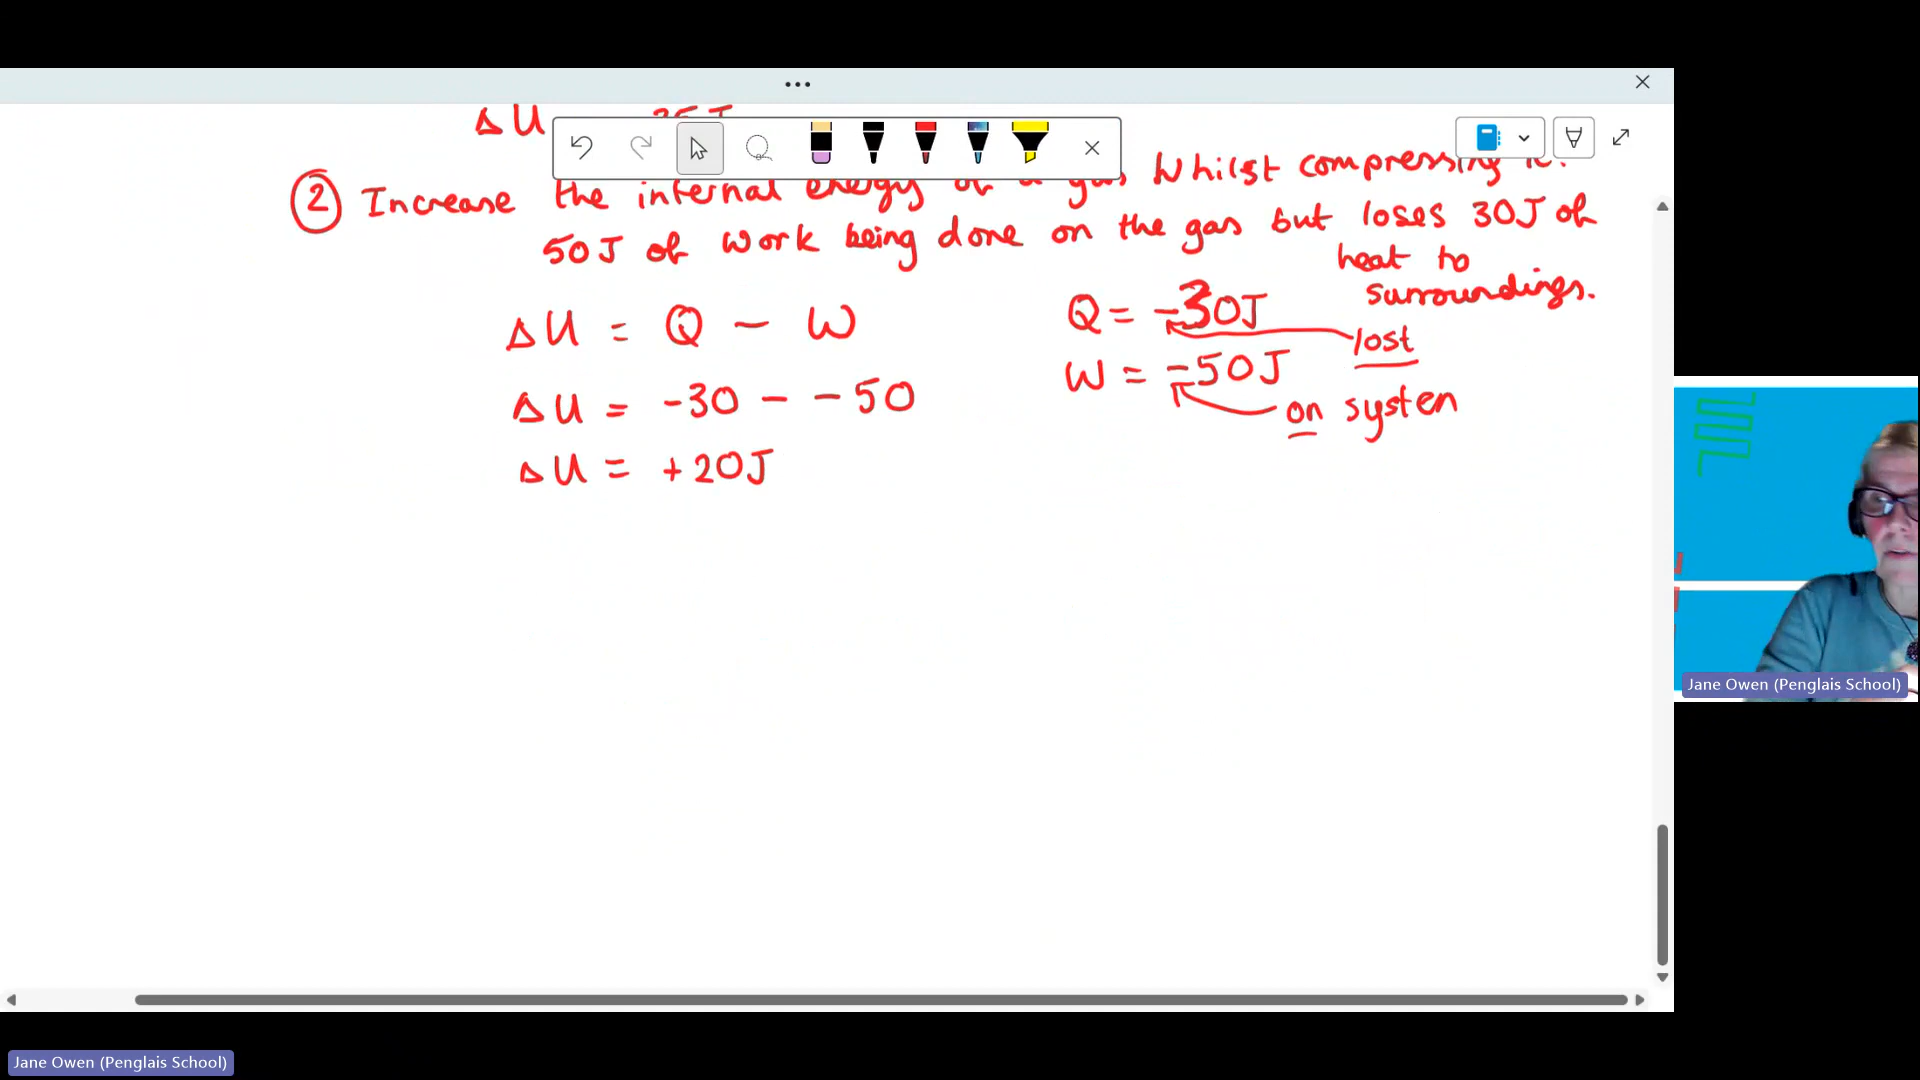 ΔU
② Increase the internal energy of a gas whilst compressing it.
50J of work being done on the gas but loses 30J of
heat to
surroundings.
ΔU = Q - W
Q = -30J
lost
W = -50J
on system
ΔU = -30 - - 50
ΔU = +20J
Jane Owen (Penglais School)
Jane Owen (Penglais School)